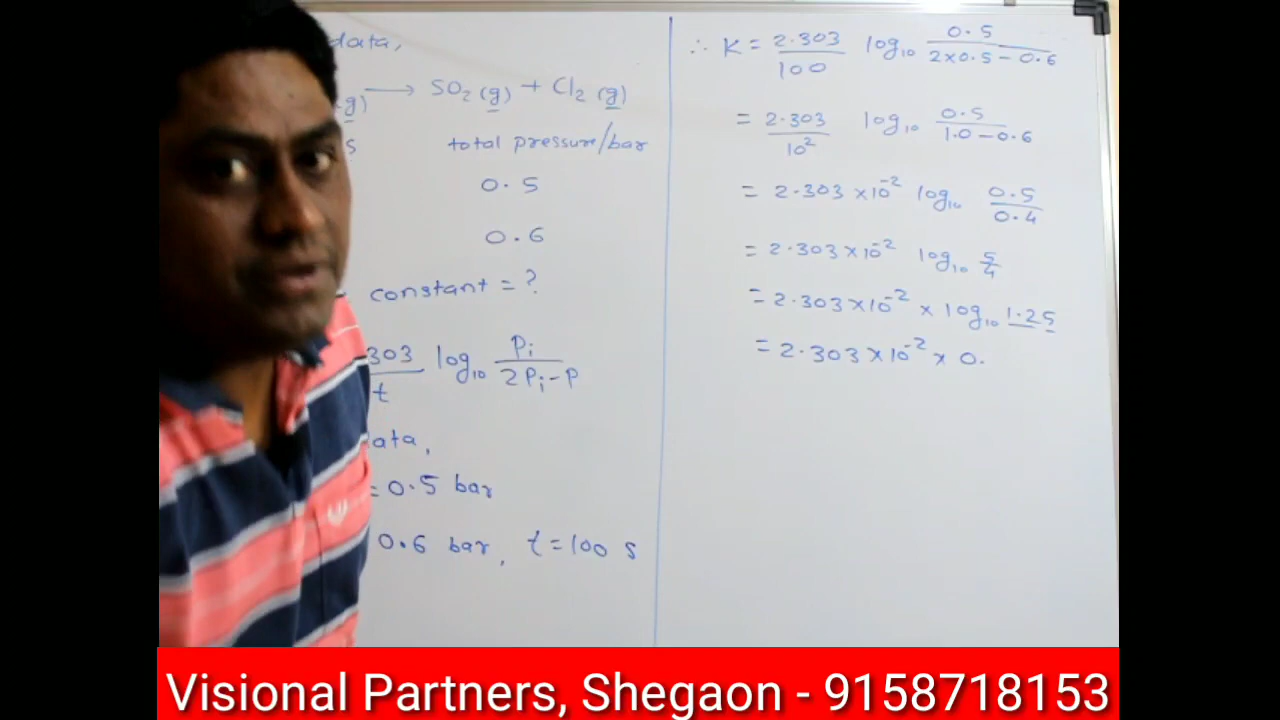 data,
(g) ⟶ SO₂ (g) + Cl₂ (g)
s total pressure/bar
0.5
0.6
constant = ?
303/t log₁₀ Pᵢ/(2Pᵢ-P)
ata,
= 0.5 bar
0.6 bar, t=100 s
∴ K = 2.303/100 log₁₀ 0.5/(2×0.5-0.6)
= 2.303/10² log₁₀ 0.5/(1.0-0.6)
= 2.303 ×10⁻² log₁₀ 0.5/0.4
= 2.303×10⁻² log₁₀ 5/4
= 2.303×10⁻² × log₁₀ 1.25
= 2.303×10⁻² × 0.
Visional Partners, Shegaon - 9158718153